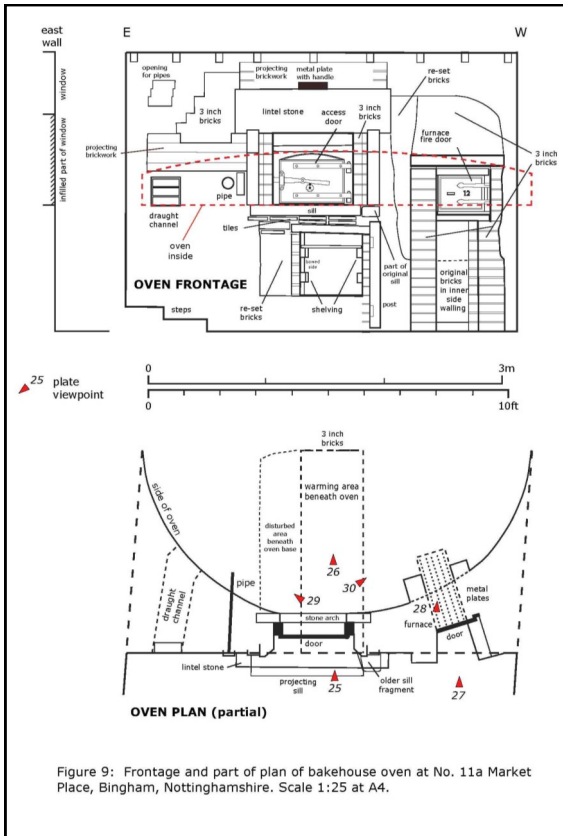 E
W
east
wall
window
infilled part of window
opening
for pipes
projecting
brickwork
metal plate
with handle
re-set
bricks
3 inch
bricks
lintel stone
access
door
3 inch
bricks
furnace
fire door
3 inch
bricks
projecting
brickwork
pipe
12
draught
channel
sill
tiles
oven
inside
part of
original
sill
original
bricks
in inner
side
walling
OVEN FRONTAGE
re-set
bricks
shelving
post
steps
25 plate
viewpoint
0
3m
0
10ft
3 inch
bricks
side of oven
warming area
beneath oven
disturbed
area
beneath
oven base
26
30
29
draught
channel
pipe
stone arch
door
28
furnace
metal
plates
door
lintel stone
projecting
sill
25
older sill
fragment
27
OVEN PLAN (partial)
Figure 9: Frontage and part of plan of bakehouse oven at No. 11a Market
Place, Bingham, Nottinghamshire. Scale 1:25 at A4.